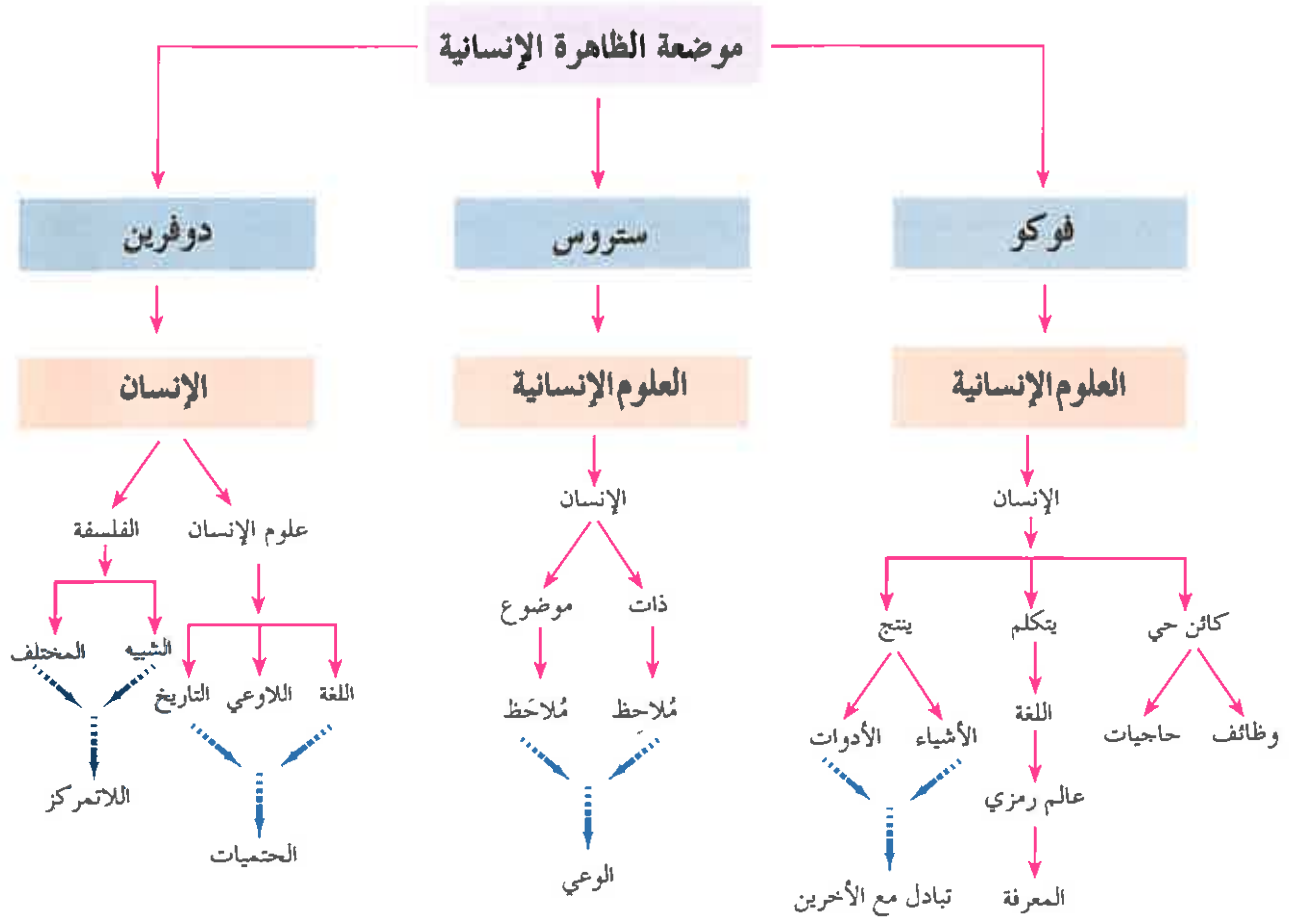 موضعة الظاهرة الإنسانية
فوكو
ستروس
دوفرين
العلوم الإنسانية
العلوم الإنسانية
الإنسان
الإنسان
الإنسان
علوم الإنسان
الفلسفة
كائن حي
يتكلم
ينتج
ذات
موضوع
الشبيه
المختلف
وظائف
حاجيات
اللغة
الأشياء
الأدوات
مُلاحِظ
مُلاحَظ
اللغة
اللاوعي
التاريخ
عالم رمزي
اللاتمركز
المعرفة
تبادل مع الأخرين
الوعي
الحتميات